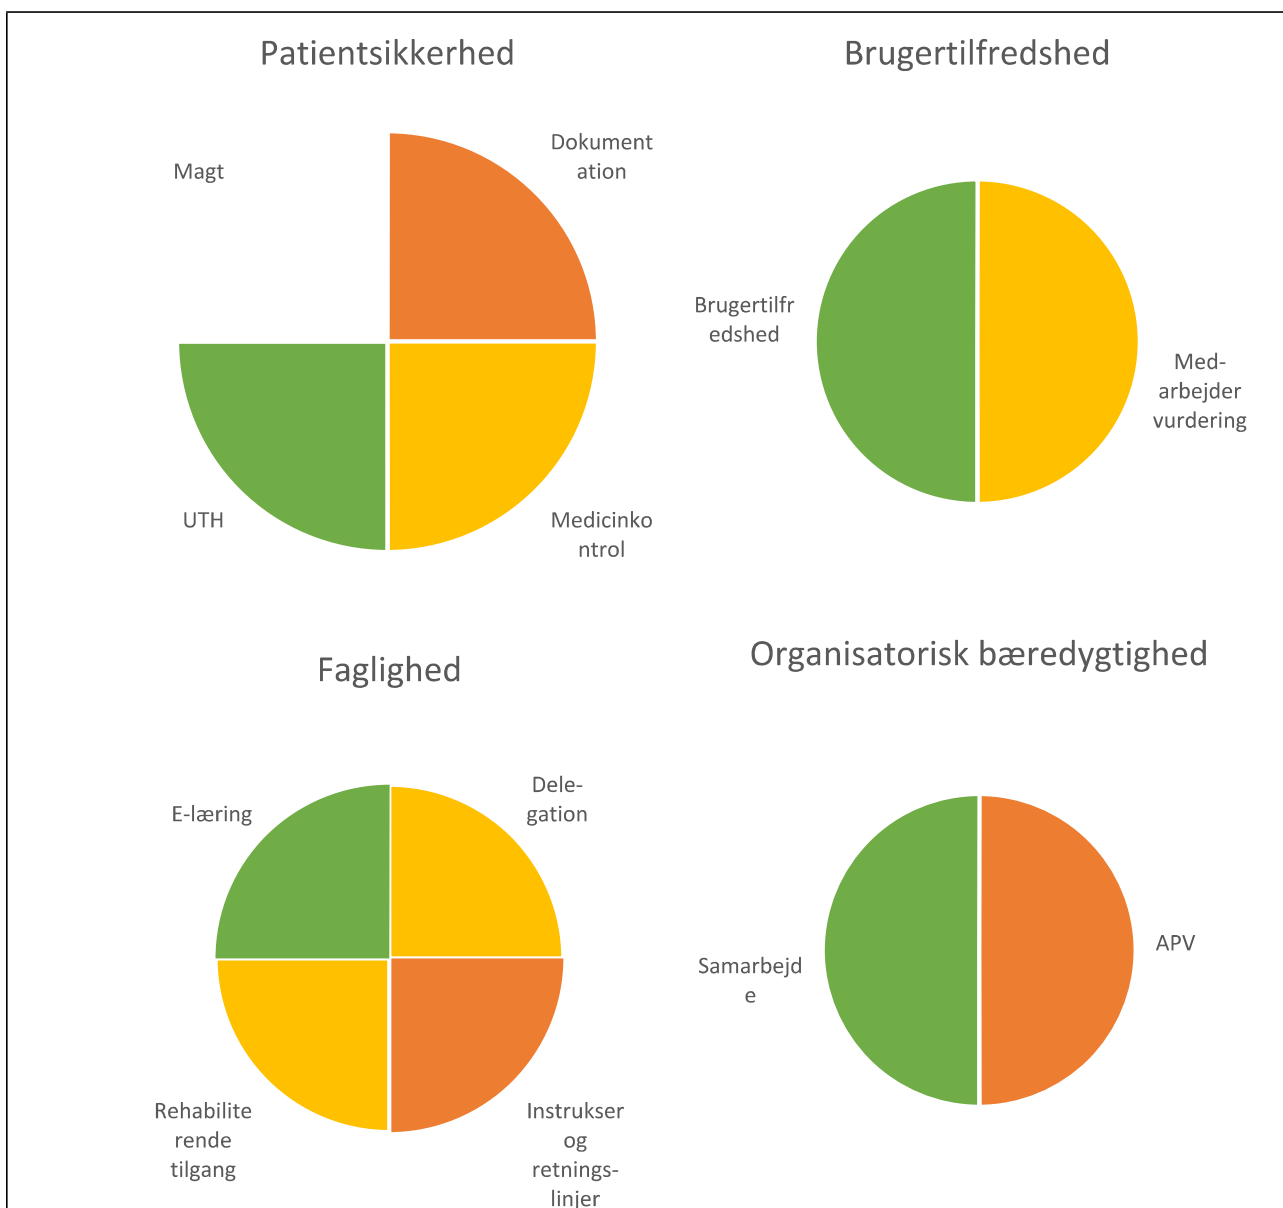 Patientsikkerhed
Magt
Dokument
ation
UTH
Medicinko
ntrol
Brugertilfredshed
Brugertilfr
edshed
Med-
arbejder
vurdering
Faglighed
E-læring
Dele-
gation
Rehabilite
rende
tilgang
Instrukser
og
retnings-
linjer
Organisatorisk bæredygtighed
Samarbejd
e
APV